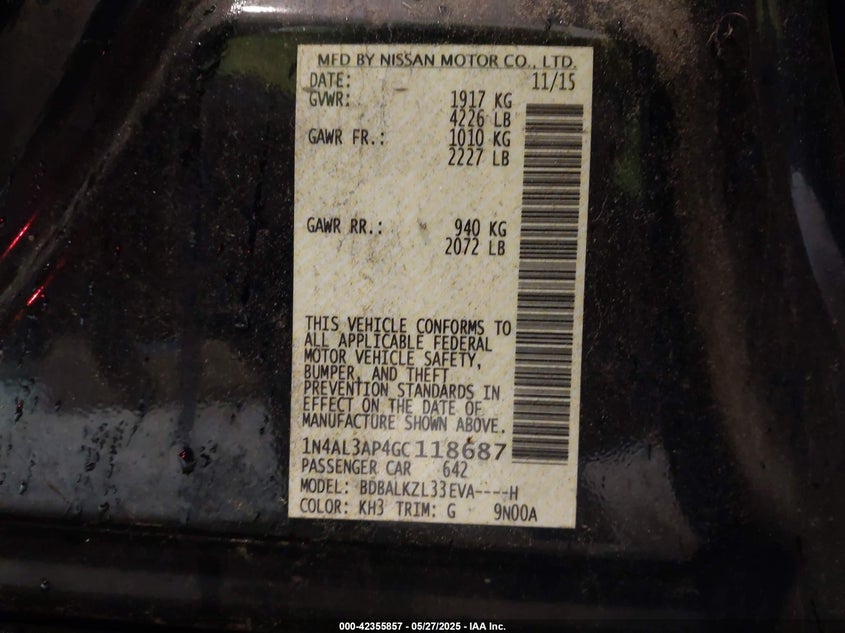 MFD BY NISSAN MOTOR CO., LTD.
DATE: 11/15
GVWR: 1917 KG
4226 LB
GAWR FR.: 1010 KG
2227 LB
GAWR RR.: 940 KG
2072 LB
THIS VEHICLE CONFORMS TO
ALL APPLICABLE FEDERAL
MOTOR VEHICLE SAFETY,
BUMPER, AND THEFT
PREVENTION STANDARDS IN
EFFECT ON THE DATE OF
MANUFACTURE SHOWN ABOVE.
1N4AL3AP4GC118687
PASSENGER CAR 642
MODEL: BDBALKZL33EVA----H
COLOR: KH3 TRIM: G 9N00A
000-42355857 - 05/27/2025 - IAA Inc.